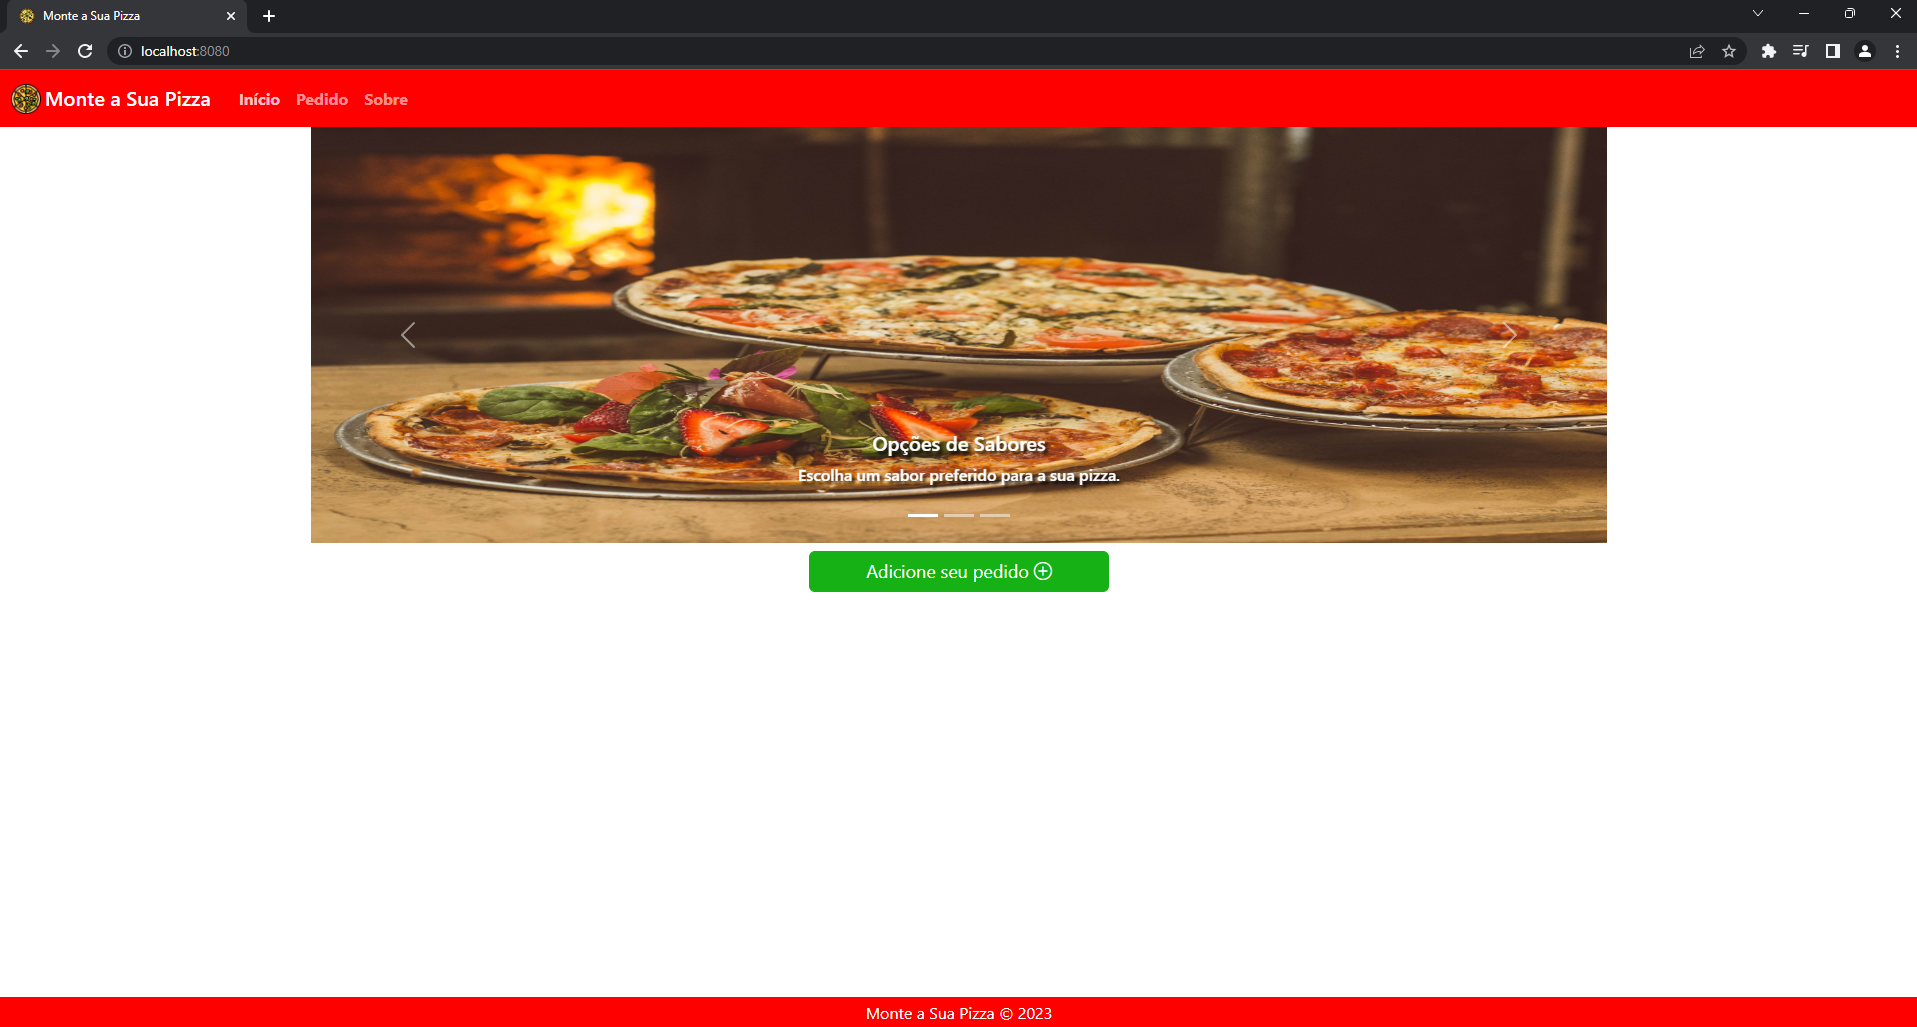 Monte a Sua Pizza
localhost:8080
Monte a Sua Pizza Início Pedido Sobre
Opções de Sabores
Escolha um sabor preferido para a sua pizza.
Adicione seu pedido
Monte a Sua Pizza © 2023